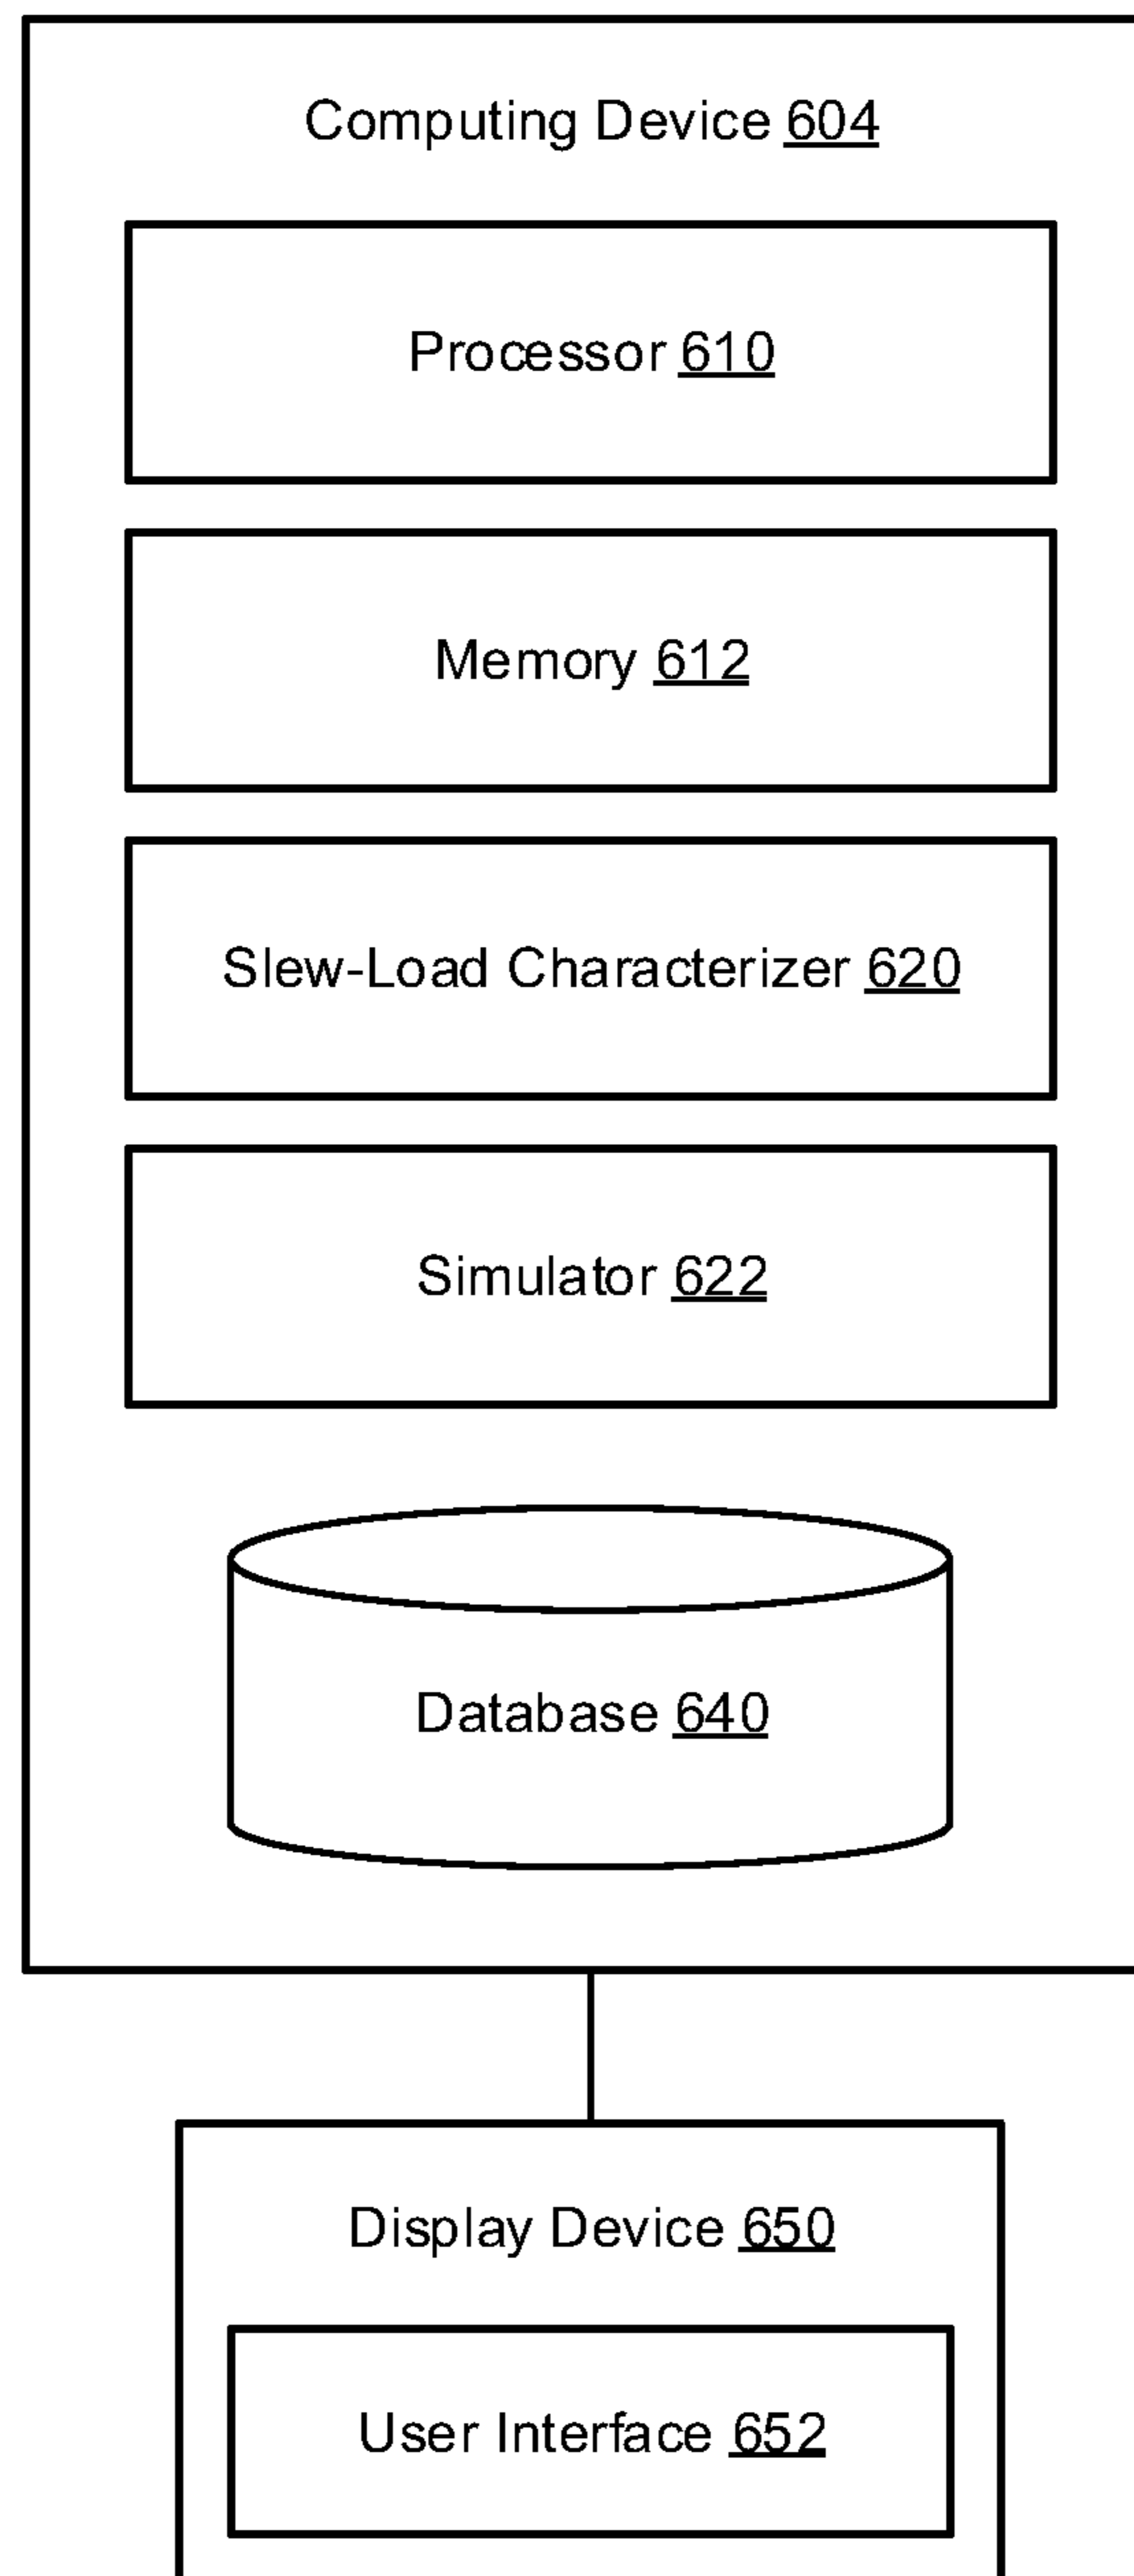 Computing Device 604
Processor 610
Memory 612
Slew-Load Characterizer 620
Simulator 622
Database 640
Display Device 650
User Interface 652